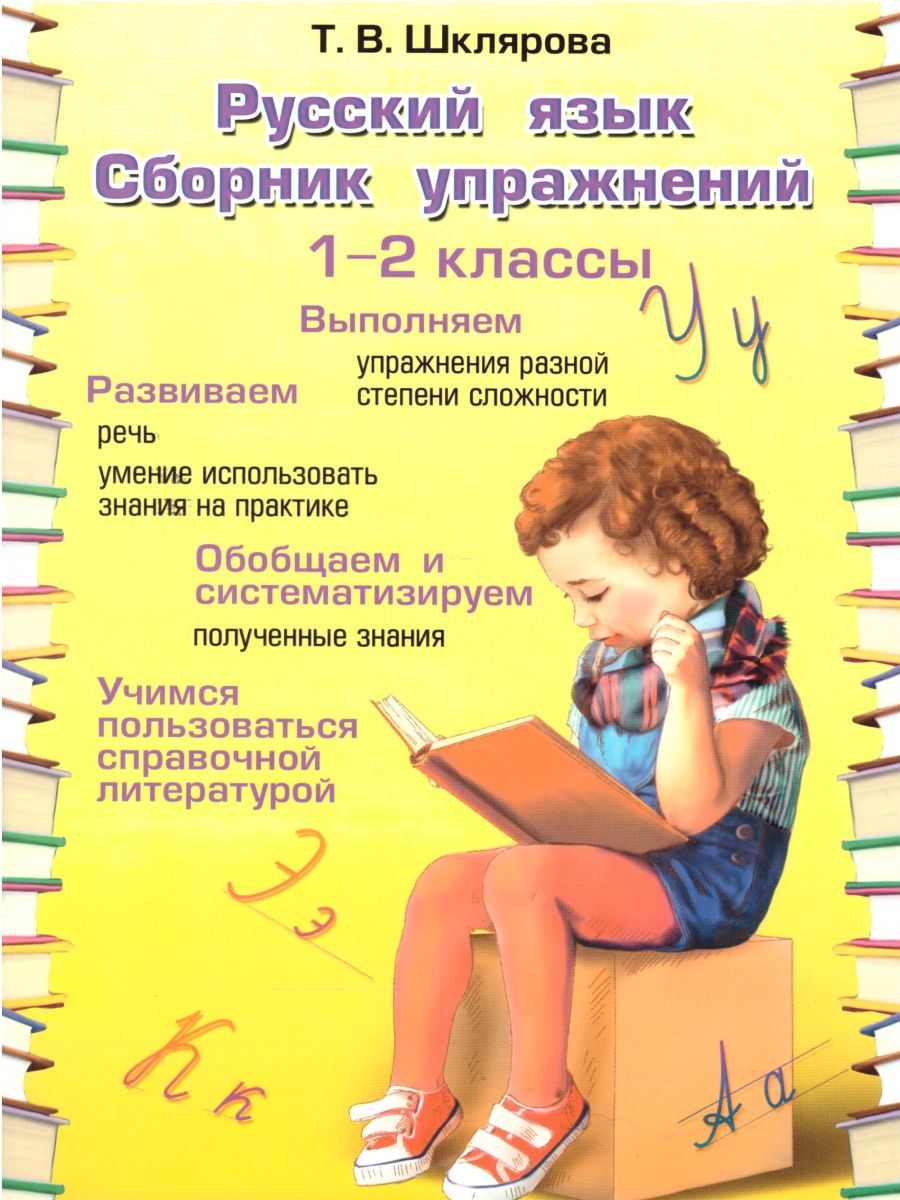 Т. В. Шклярова
Русский язык
Сборник упражнений
1–2 классы
Уу
Выполняем
упражнения разной
степени сложности
Развиваем
речь
умение использовать
знания на практике
Обобщаем и
систематизируем
полученные знания
Учимся
пользоваться
справочной
литературой
Ээ
Кк
Аа